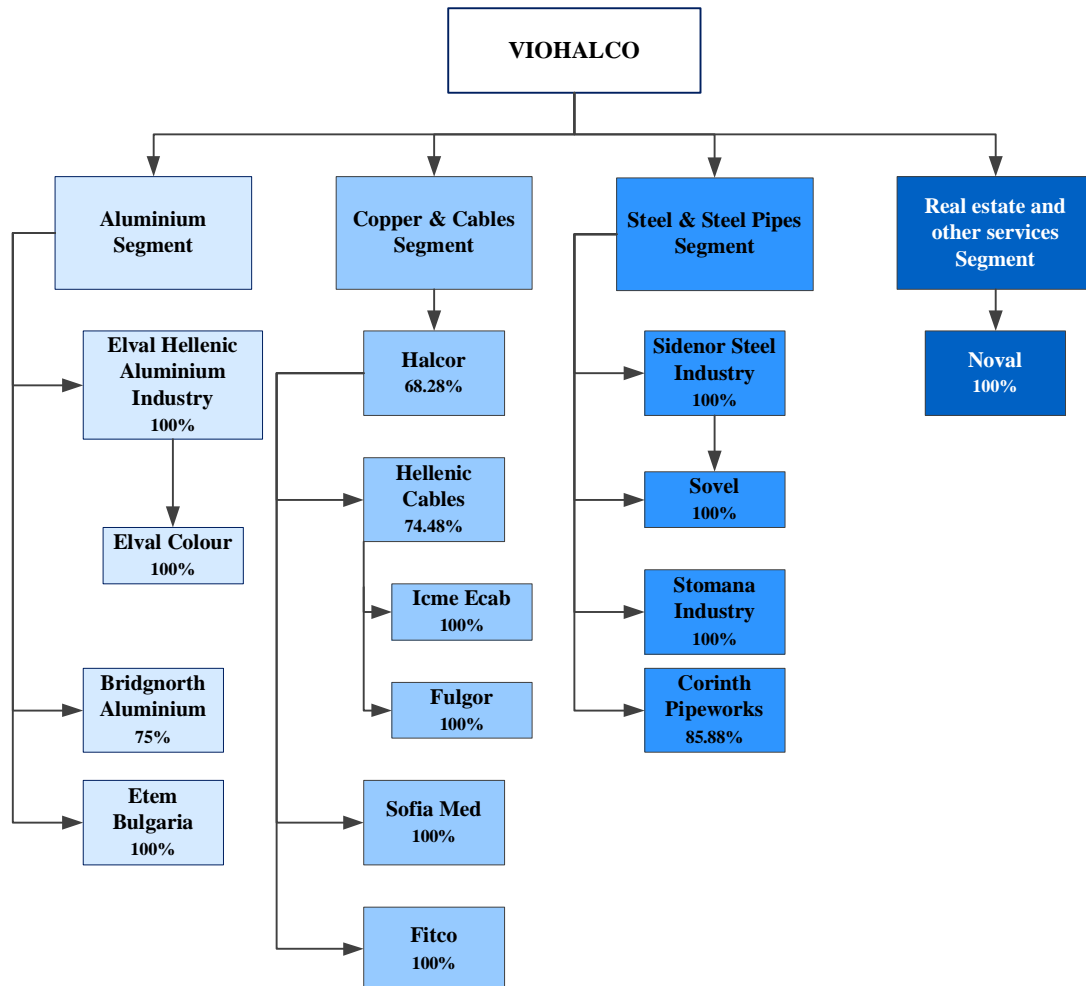 VIOHALCO
Aluminium
Segment
Copper & Cables
Segment
Steel & Steel Pipes
Segment
Real estate and
other services
Segment
Elval Hellenic
Aluminium
Industry
100%
Elval Colour
100%
Bridgnorth
Aluminium
75%
Etem
Bulgaria
100%
Halcor
68.28%
Hellenic
Cables
74.48%
Icme Ecab
100%
Fulgor
100%
Sofia Med
100%
Fitco
100%
Sidenor Steel
Industry
100%
Sovel
100%
Stomana
Industry
100%
Corinth
Pipeworks
85.88%
Noval
100%